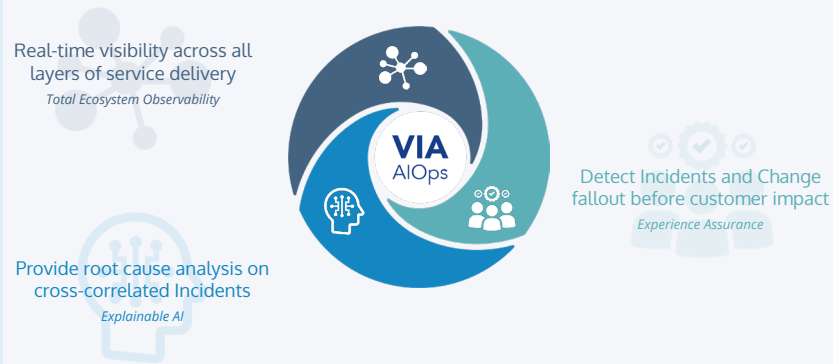 Real-time visibility across all
layers of service delivery
Total Ecosystem Observability
VIA
AIOps
Detect Incidents and Change
fallout before customer impact
Experience Assurance
Provide root cause analysis on
cross-correlated Incidents
Explainable AI